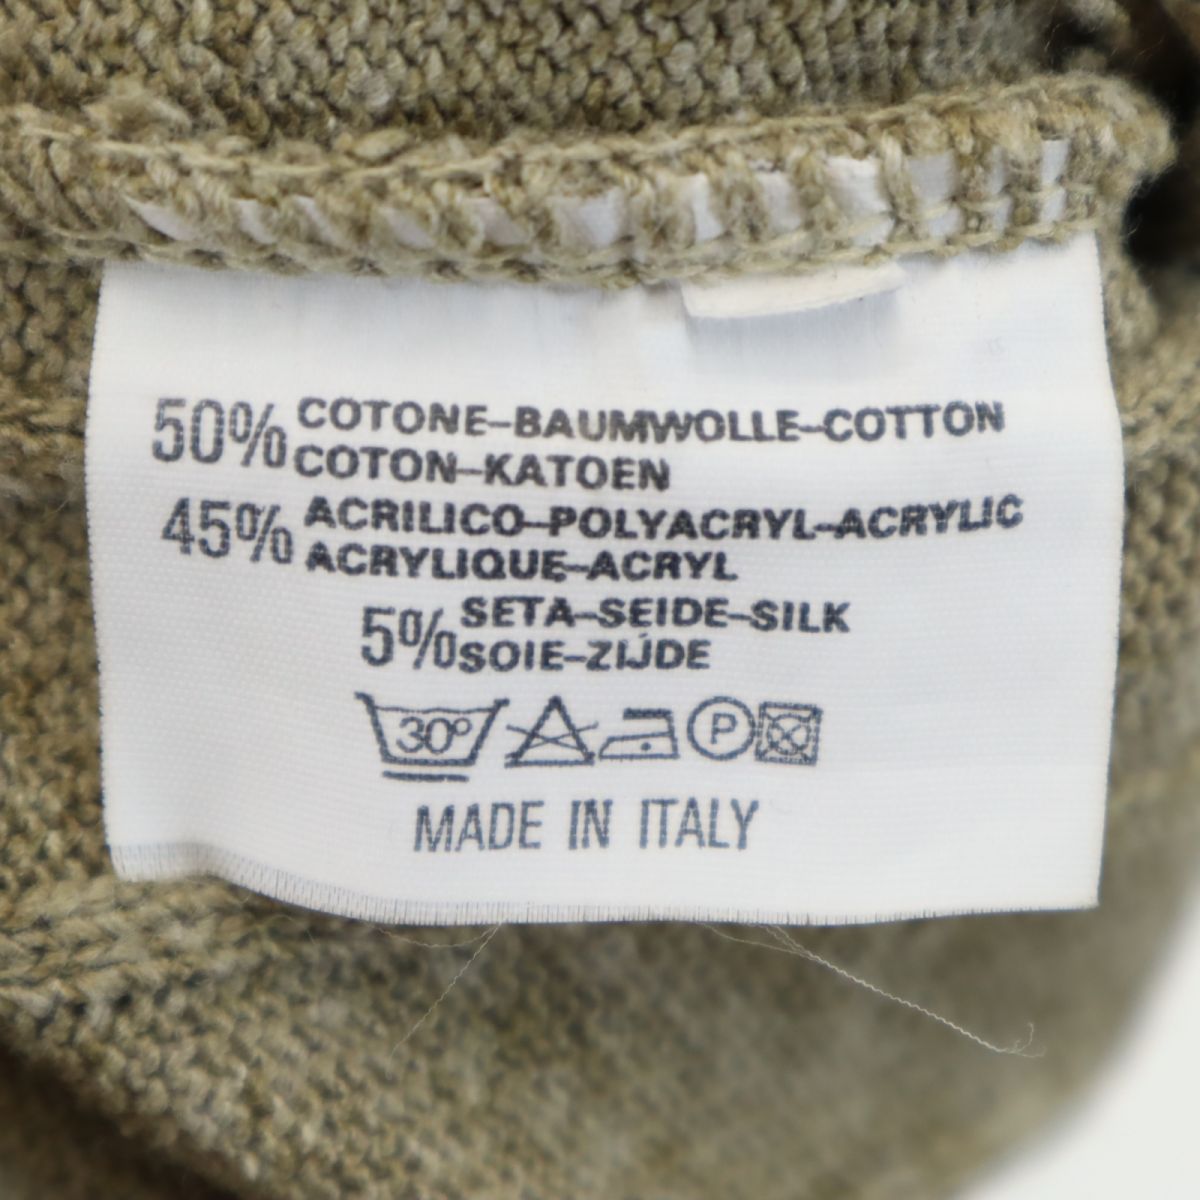 50% COTONE-BAUMWOLLE-COTTON
COTON-KATOEN
45% ACRILICO-POLYACRYL-ACRYLIC
ACRYLIQUE-ACRYL
5% SETA-SEIDE-SILK
SOIE-ZIJDE
30° P
MADE IN ITALY